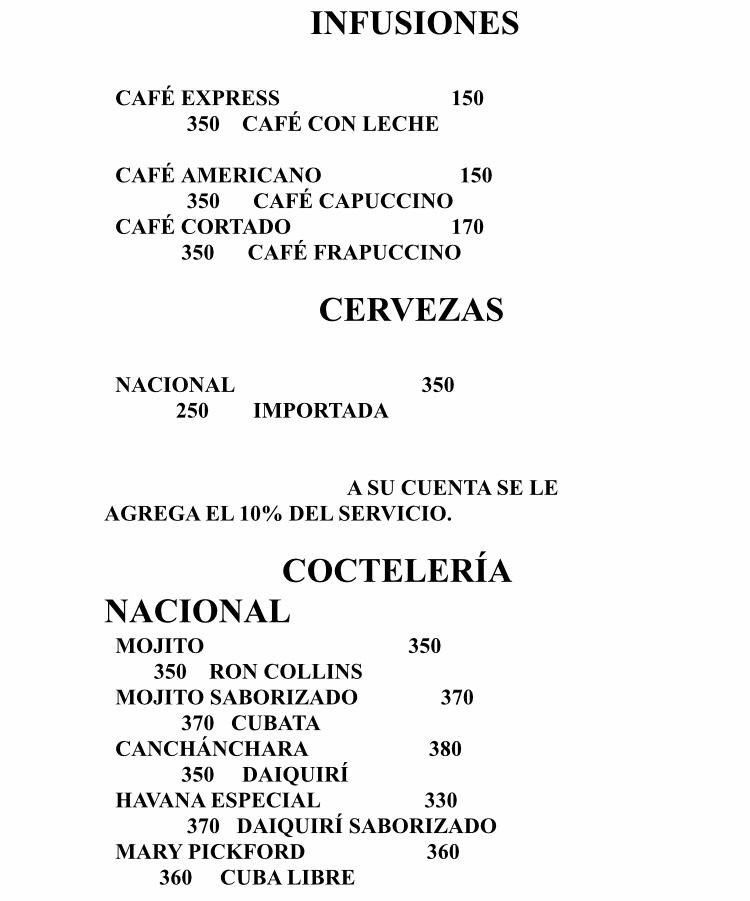 INFUSIONES
CAFÉ EXPRESS 150
350 CAFÉ CON LECHE
CAFÉ AMERICANO 150
350 CAFÉ CAPUCCINO
CAFÉ CORTADO 170
350 CAFÉ FRAPUCCINO
CERVEZAS
NACIONAL 350
250 IMPORTADA
A SU CUENTA SE LE
AGREGA EL 10% DEL SERVICIO.
COCTELERÍA
NACIONAL
MOJITO 350
350 RON COLLINS
MOJITO SABORIZADO 370
370 CUBATA
CANCHÁNCHARA 380
350 DAIQUIRÍ
HAVANA ESPECIAL 330
370 DAIQUIRÍ SABORIZADO
MARY PICKFORD 360
360 CUBA LIBRE